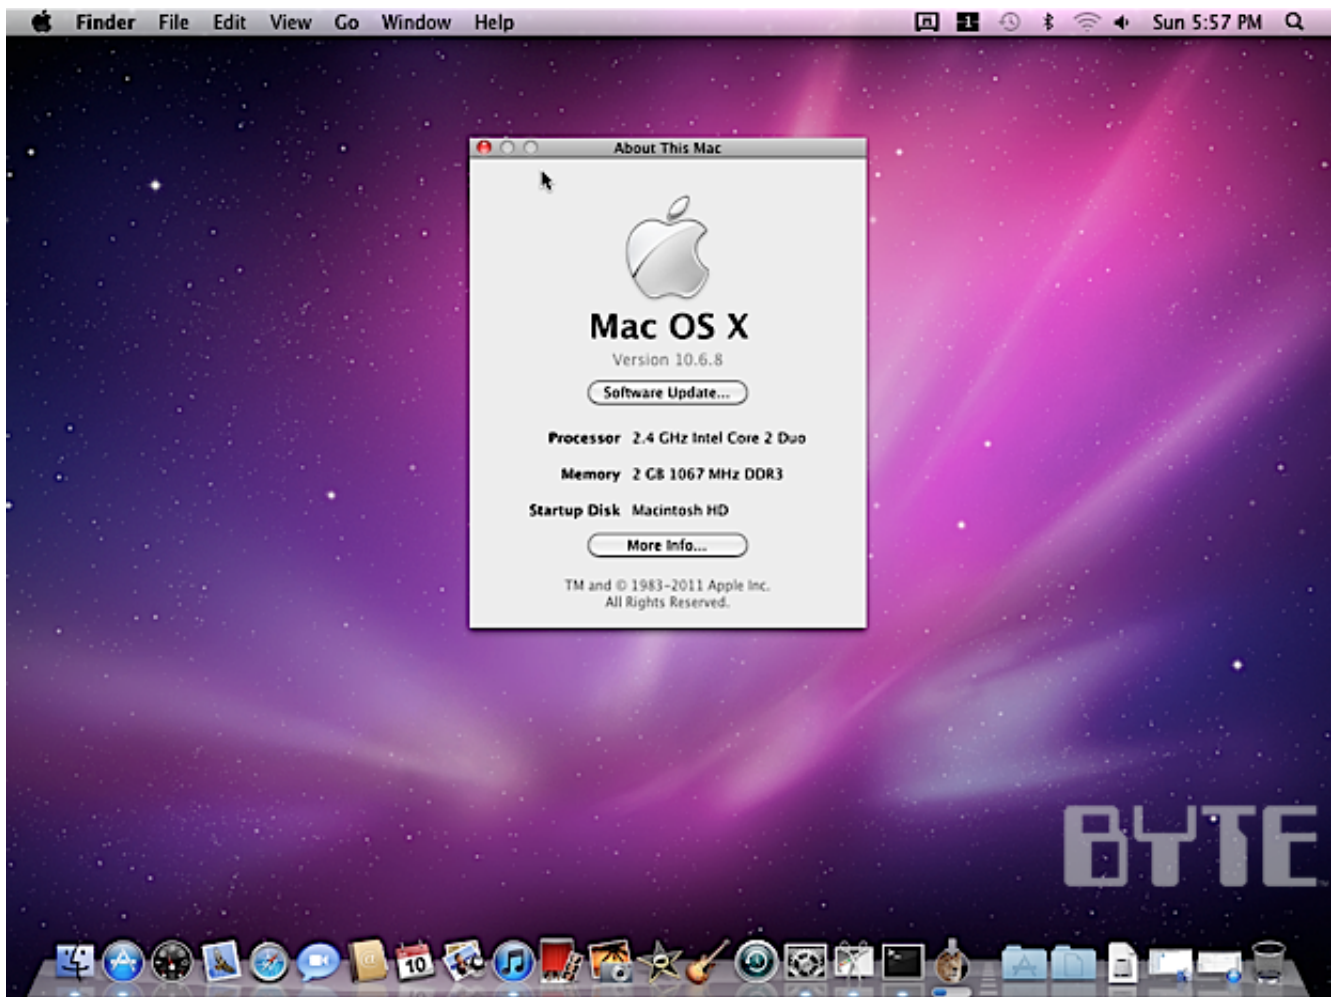 Finder File Edit View Go Window Help
1 Sun 5:57 PM
About This Mac
Mac OS X
Version 10.6.8
Software Update...
Processor 2.4 GHz Intel Core 2 Duo
Memory 2 GB 1067 MHz DDR3
Startup Disk Macintosh HD
More Info...
TM and © 1983-2011 Apple Inc.
All Rights Reserved.
BYTE
10